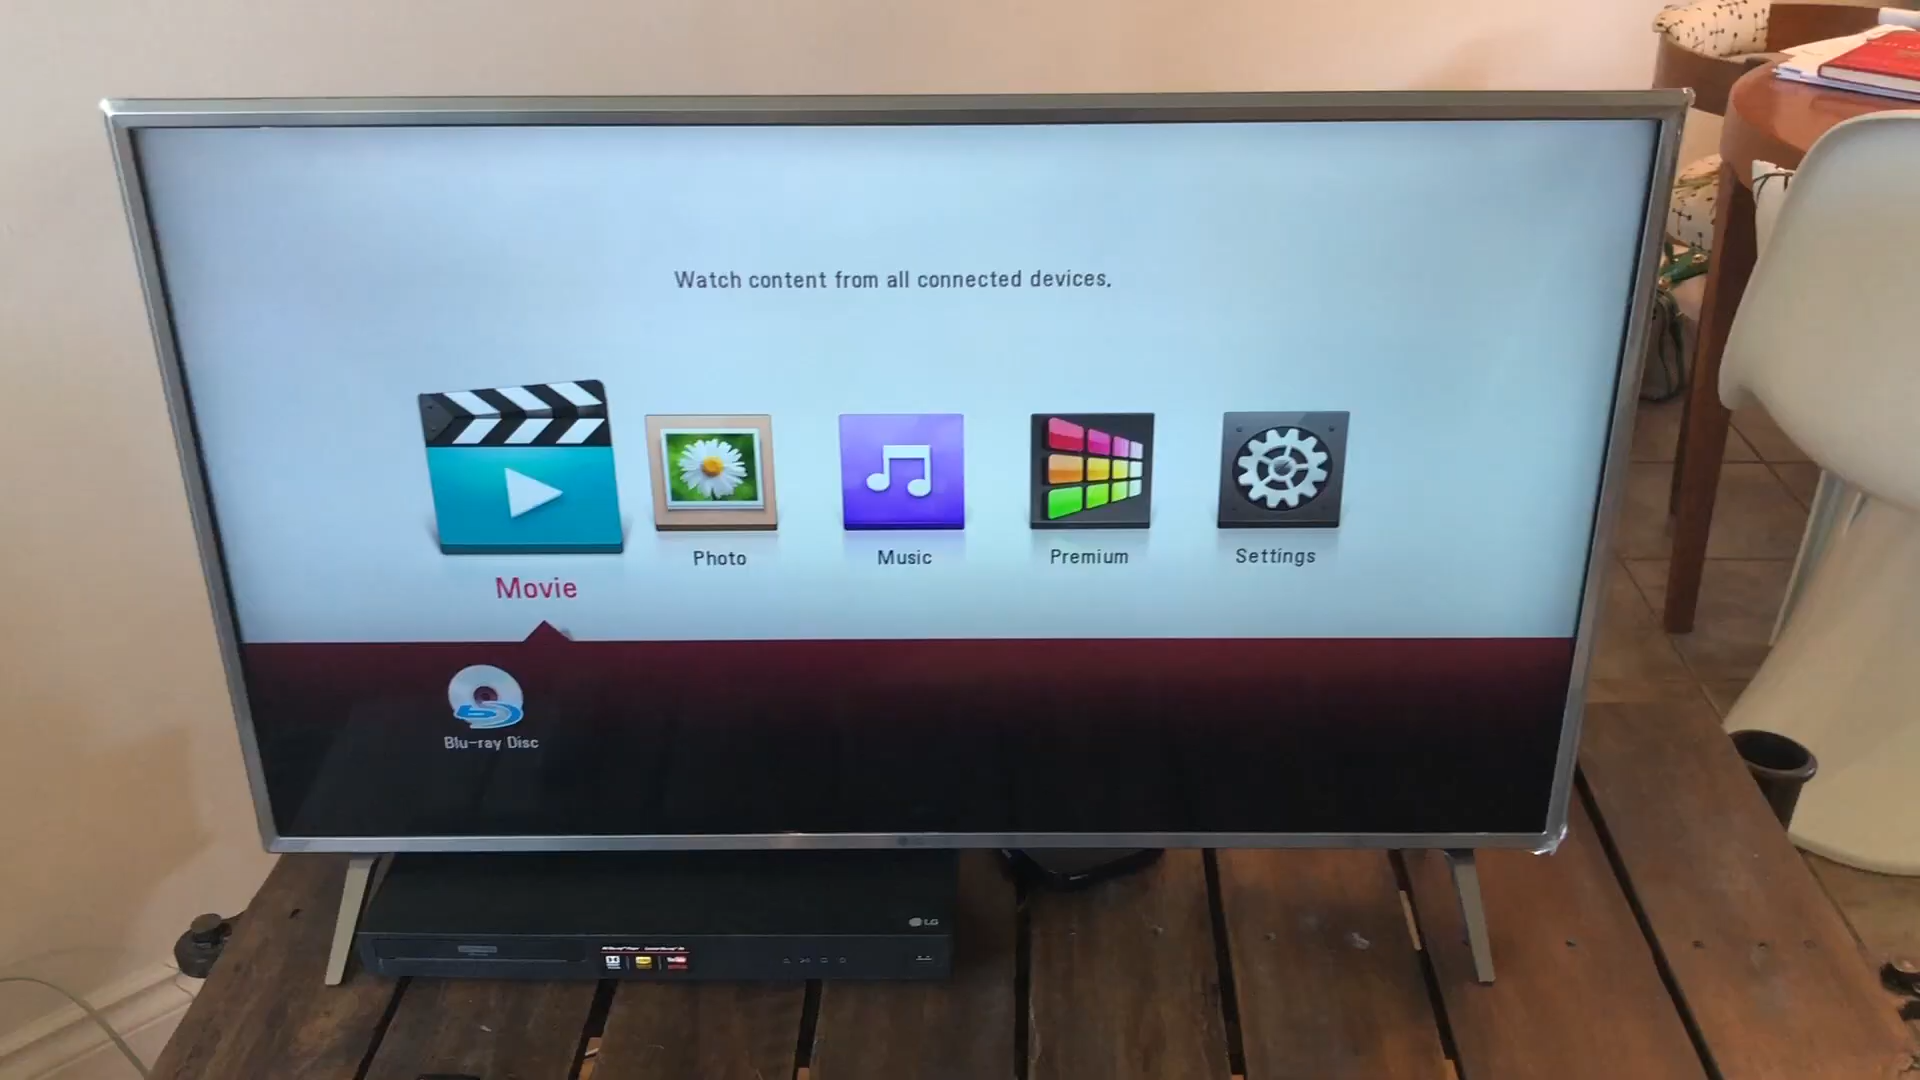 Watch content from all connected devices.
Movie
Photo
Music
Premium
Settings
Blu-ray Disc
LG